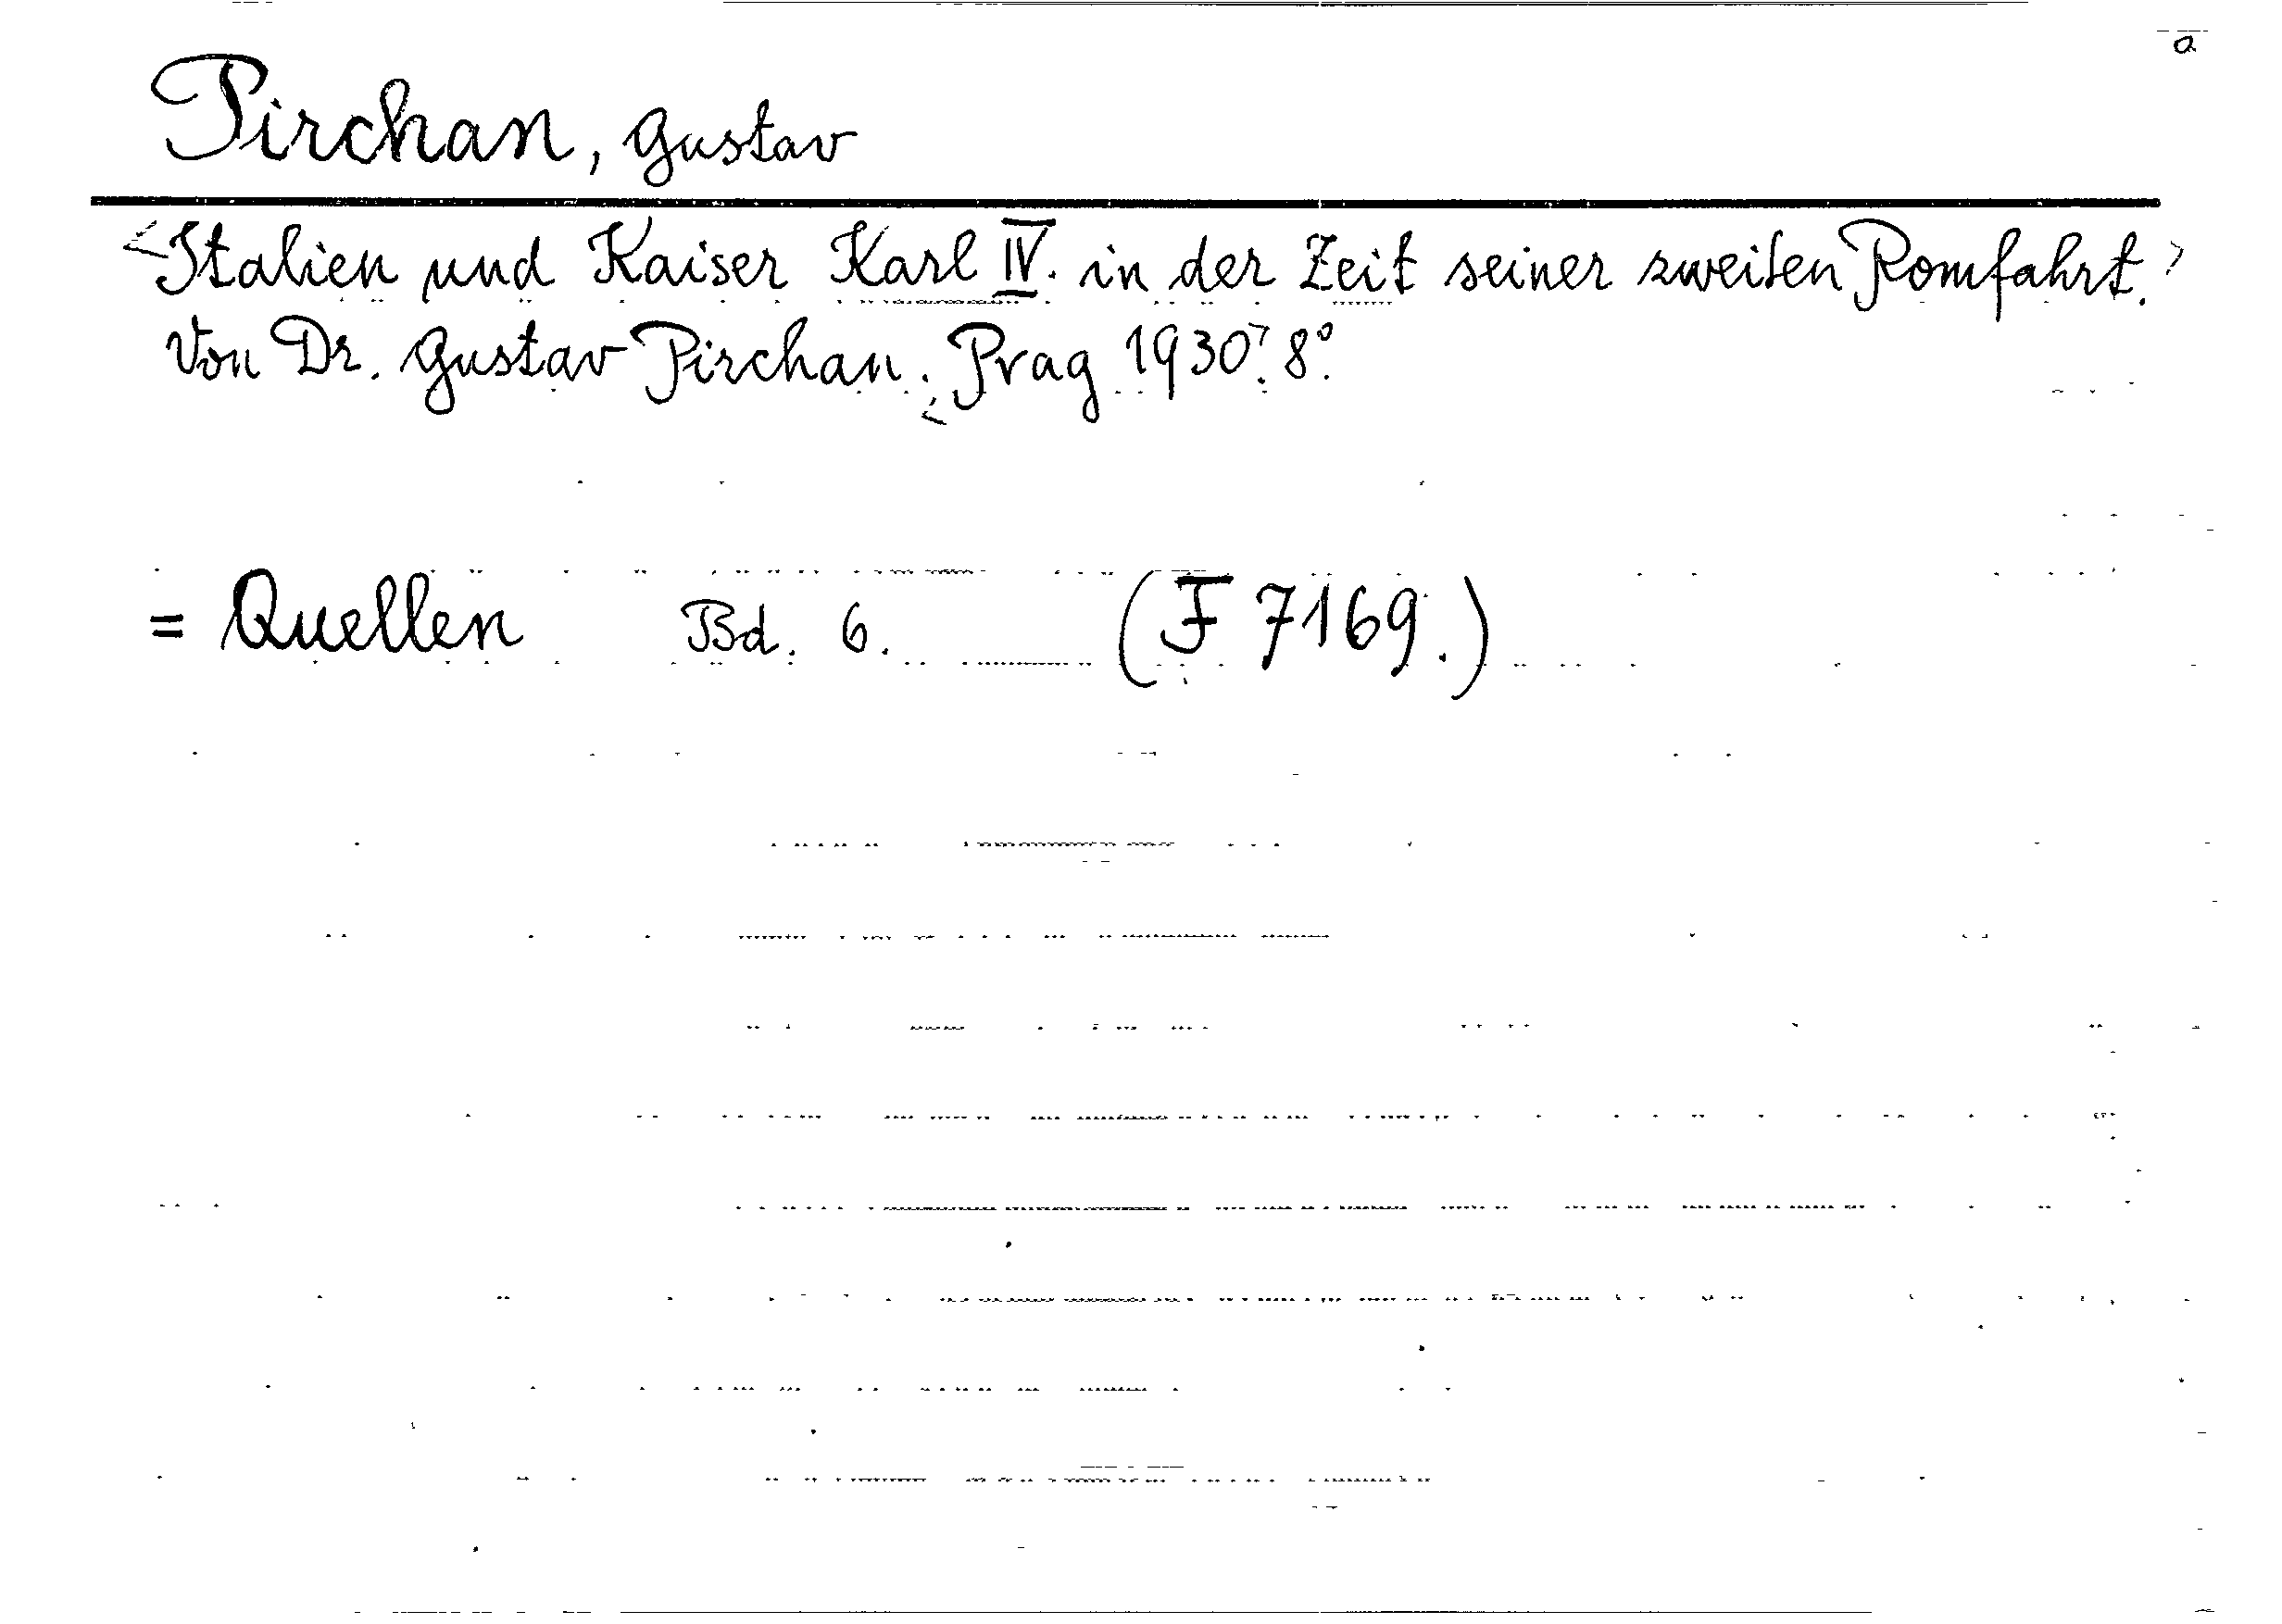 a
Pirchan, Gustav
<Italien und Kaiser Karl IV. in der Zeit seiner zweiten Romfahrt.>
Von Dr. Gustav Pirchan. <Prag 1930>. 8°.
= Quellen Bd. 6. (F 7169.)